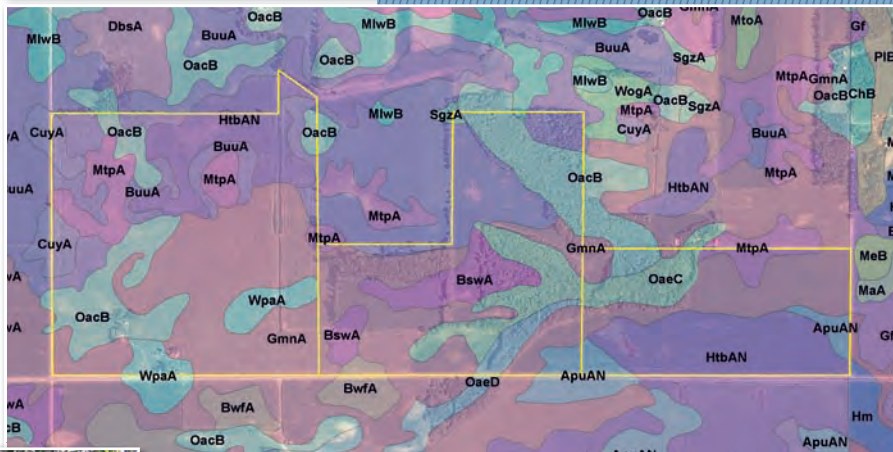 OacB
GmnA
DbsA
MlwB
MtoA
Gf
MlwB
BuuA
OacB
OacB
BuuA
SgzA
MlwB
MtpA
GmnA
WogA
OacB
ChB
MlwB
SgzA
OacB
SgzA
HtbAN
MtpA
CuyA
OacB
OacB
CuyA
BuuA
BuuA
MtpA
MtpA
OacB
MtpA
BuuA
HtbAN
MtpA
MtpA
CuyA
MtpA
GmnA
MtpA
MeB
BswA
OaeC
WpaA
MaA
OacB
BswA
GmnA
ApuAN
HtbAN
WpaA
OaeD
ApuAN
BwfA
BwfA
Hm
OacB
ApuAN